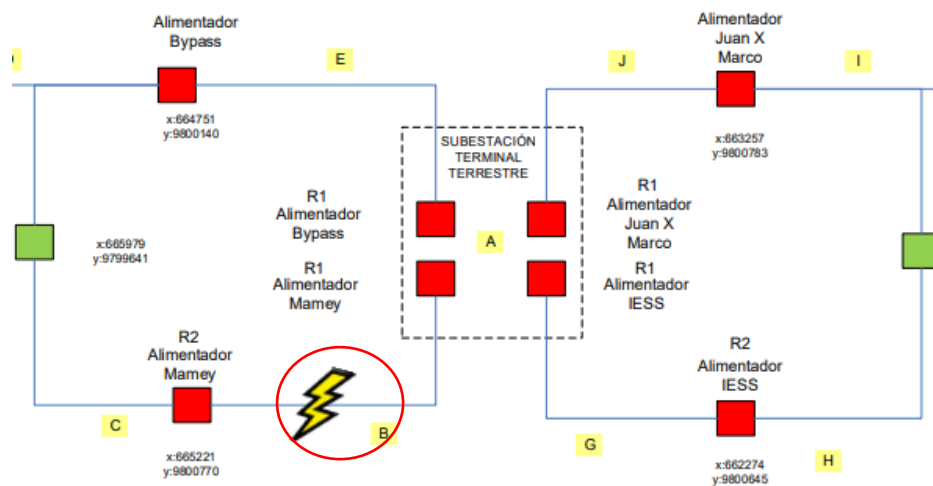 Alimentador
Bypass
E
x:664751
y:9800140
Alimentador
Juan X
Marco
J
I
x:663257
y:9800783
SUBESTACIÓN
TERMINAL
TERRESTRE
R1
Alimentador
Bypass
R1
Alimentador
Mamey
A
R1
Alimentador
Juan X
Marco
R1
Alimentador
IESS
x:665979
y:9799641
R2
Alimentador
Mamey
C
B
x:665221
y:9800770
R2
Alimentador
IESS
G
H
x:662274
y:9800645